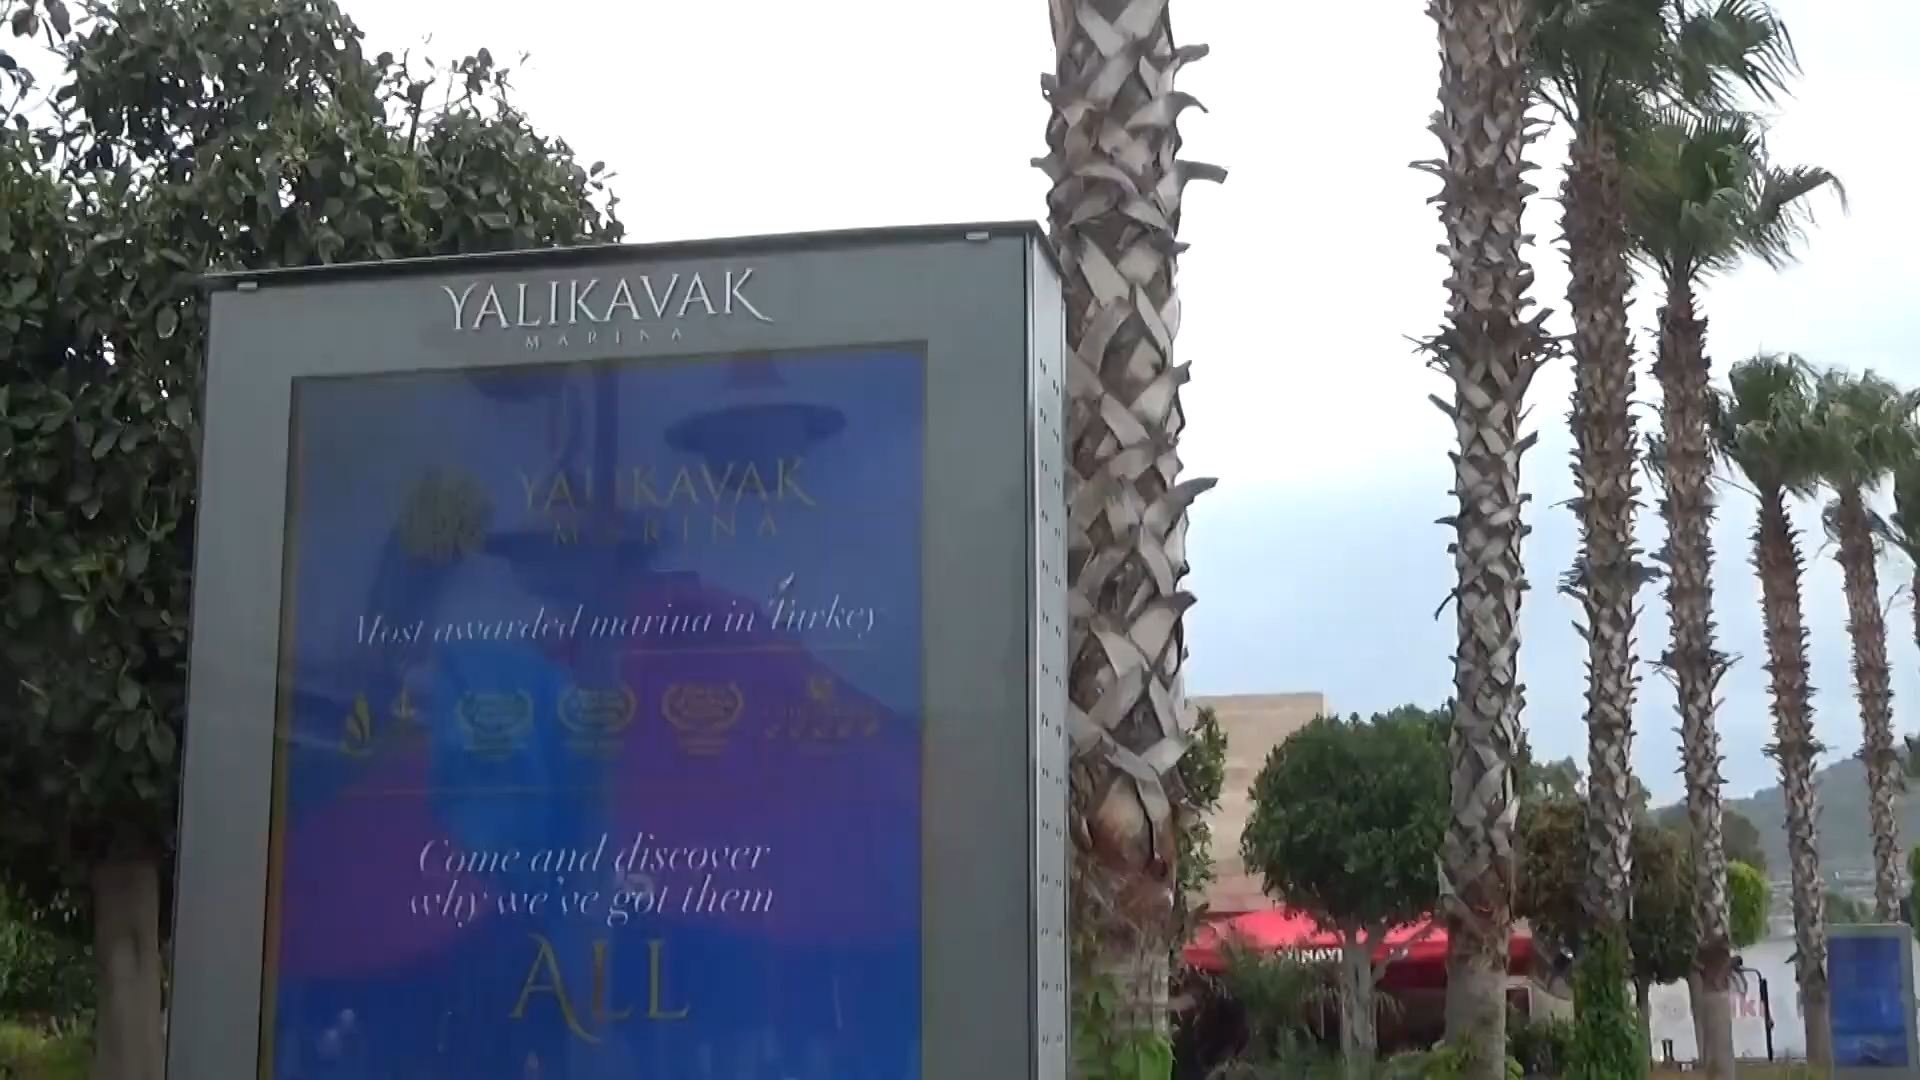 YALIKAVAK
MARINA
YALIKAVAK
MARINA
Most awarded marina in Turkey
Come and discover
why we've got them
ALL